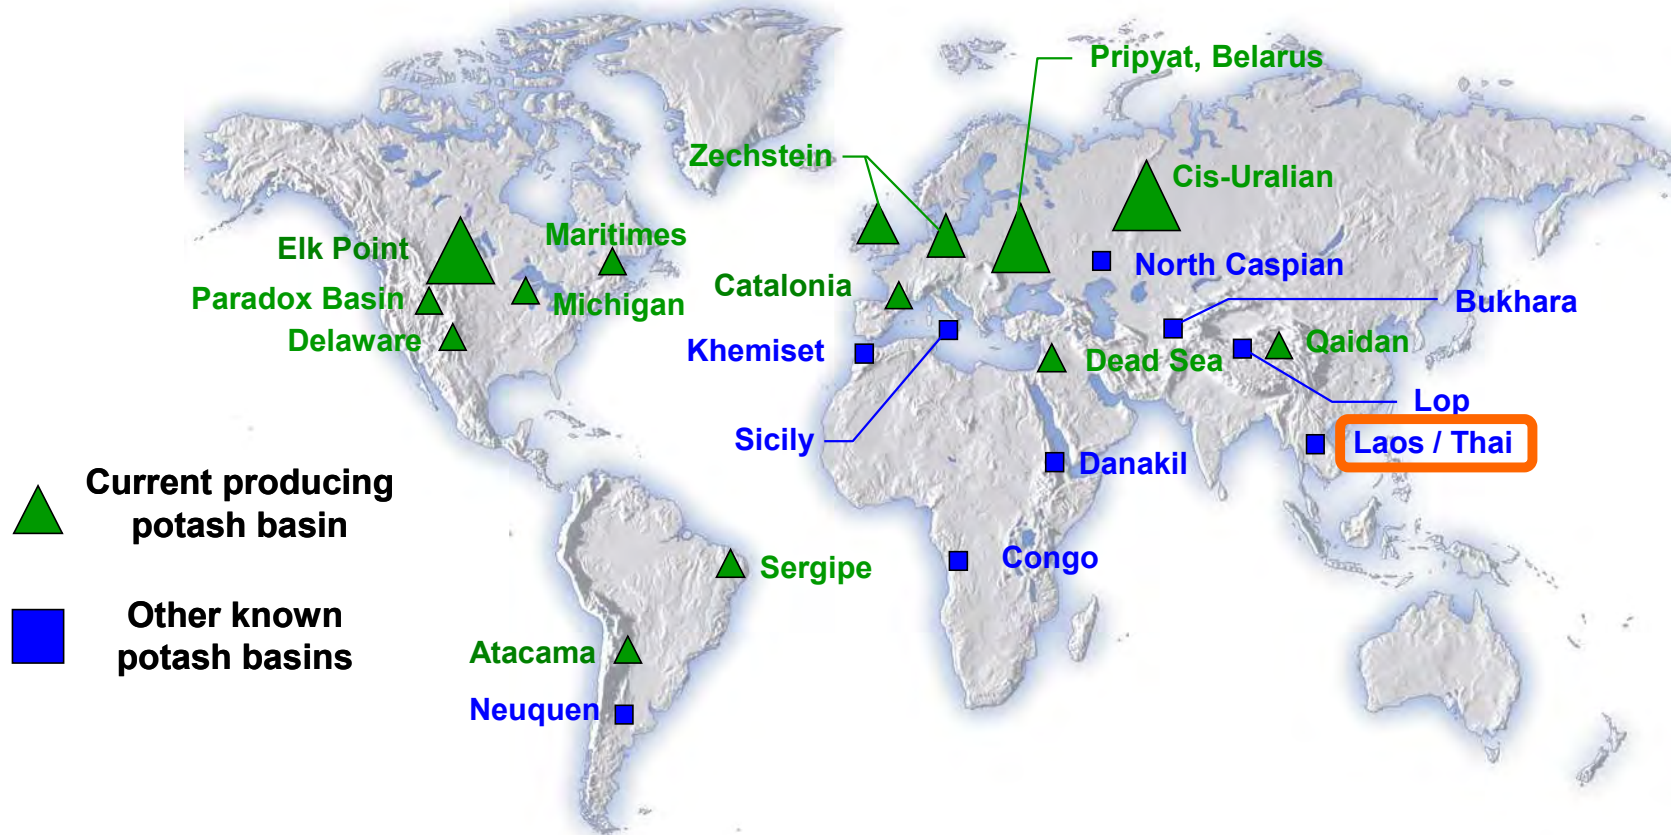 Pripyat, Belarus
Zechstein
Cis-Uralian
Elk Point
Maritimes
North Caspian
Catalonia
Paradox Basin
Michigan
Bukhara
Delaware
Khemiset
Dead Sea
Qaidan
Lop
Sicily
Laos / Thai
Danakil
Current producing
potash basin
Congo
Sergipe
Other known
potash basins
Atacama
Neuquen